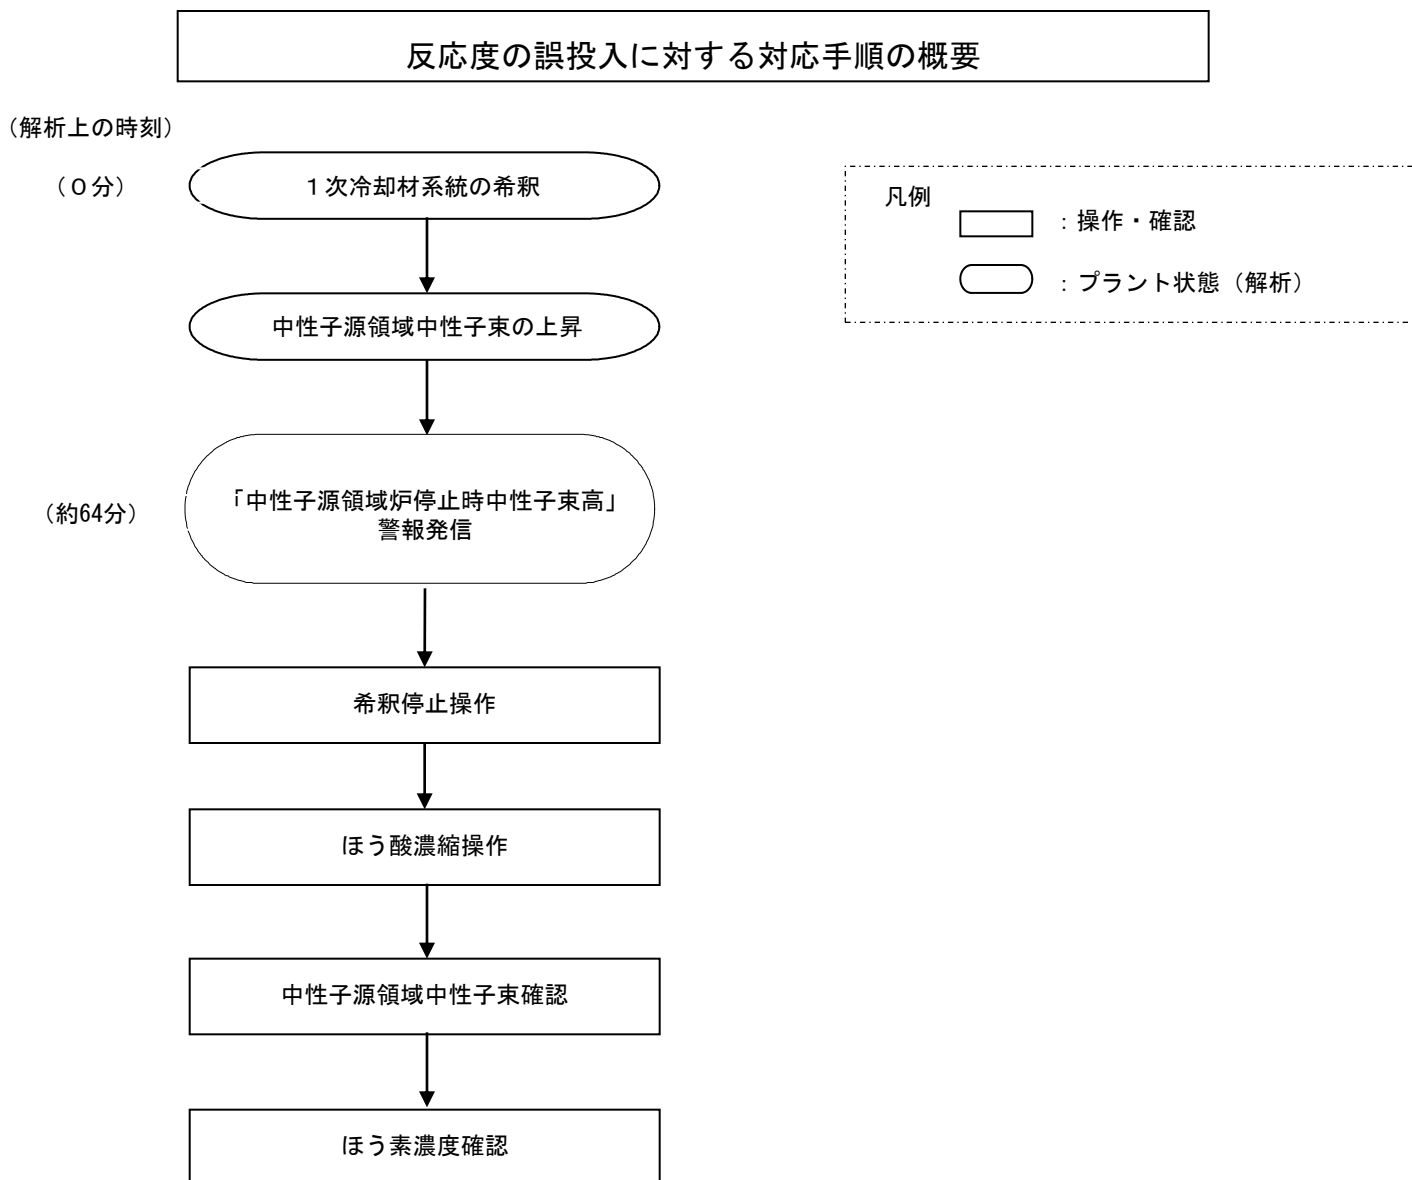 反応度の誤投入に対する対応手順の概要
(解析上の時刻)
(０分)
１次冷却材系統の希釈
凡例
：操作・確認
：プラント状態（解析）
中性子源領域中性子束の上昇
(約64分)
「中性子源領域炉停止時中性子束高」
警報発信
希釈停止操作
ほう酸濃縮操作
中性子源領域中性子束確認
ほう素濃度確認